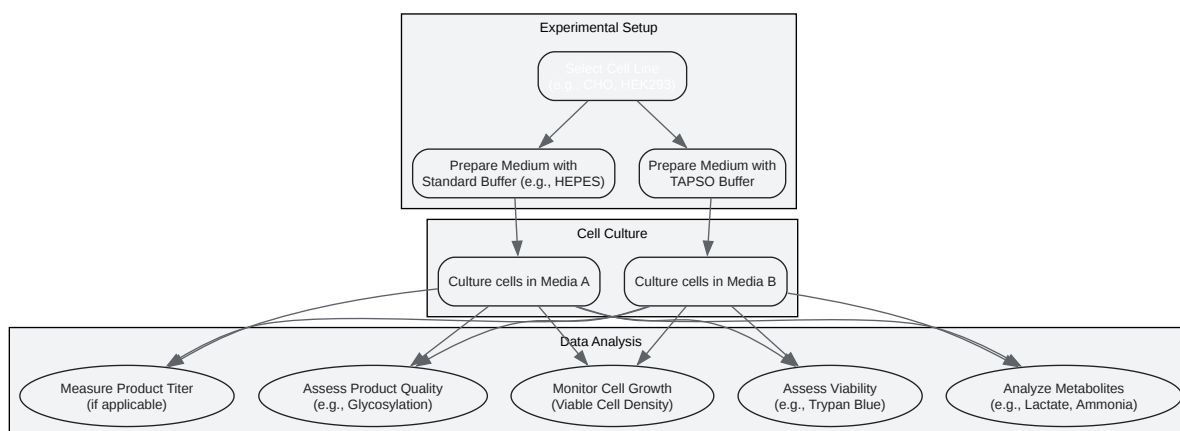 Experimental Setup
Select Cell Line
(e.g., CHO, HEK293)
Prepare Medium with
Standard Buffer (e.g., HEPES)
Prepare Medium with
TAPSO Buffer
Cell Culture
Culture cells in Media A
Culture cells in Media B
Data Analysis
Measure Product Titer
(if applicable)
Assess Product Quality
(e.g., Glycosylation)
Monitor Cell Growth
(Viable Cell Density)
Assess Viability
(e.g., Trypan Blue)
Analyze Metabolites
(e.g., Lactate, Ammonia)